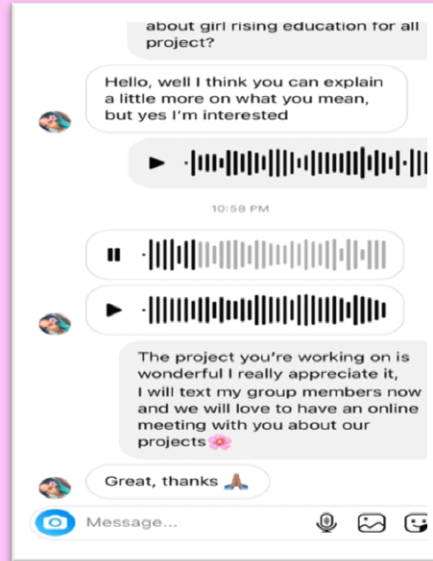 about girl rising education for all
project?
Hello, well I think you can explain
a little more on what you mean,
but yes I'm interested
10:58 PM
The project you're working on is
wonderful I really appreciate it,
I will text my group members now
and we will love to have an online
meeting with you about our
projects🌸
Great, thanks 🙏🏽
Message...